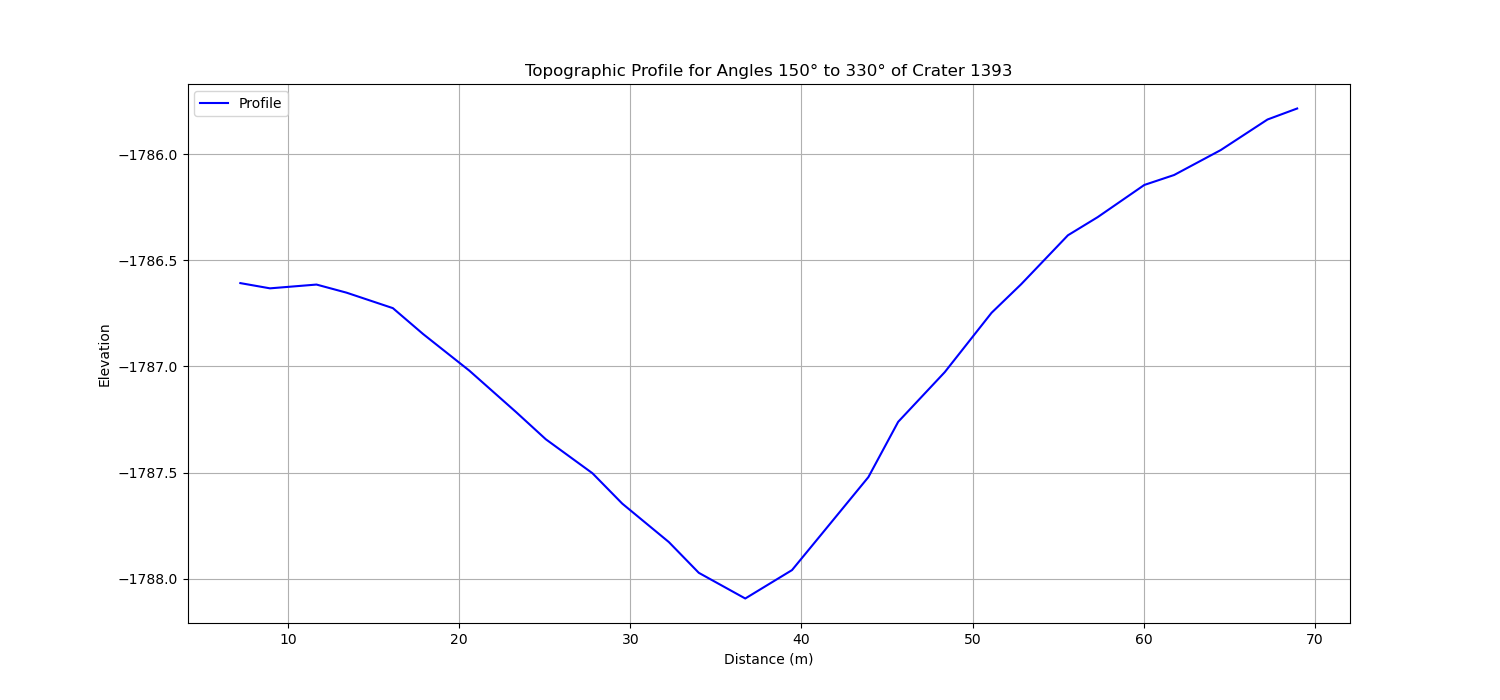 Topographic Profile for Angles 150° to 330° of Crater 1393
Profile
−1786.0
−1786.5
−1787.0
−1787.5
−1788.0
Elevation
10 20 30 40 50 60 70
Distance (m)